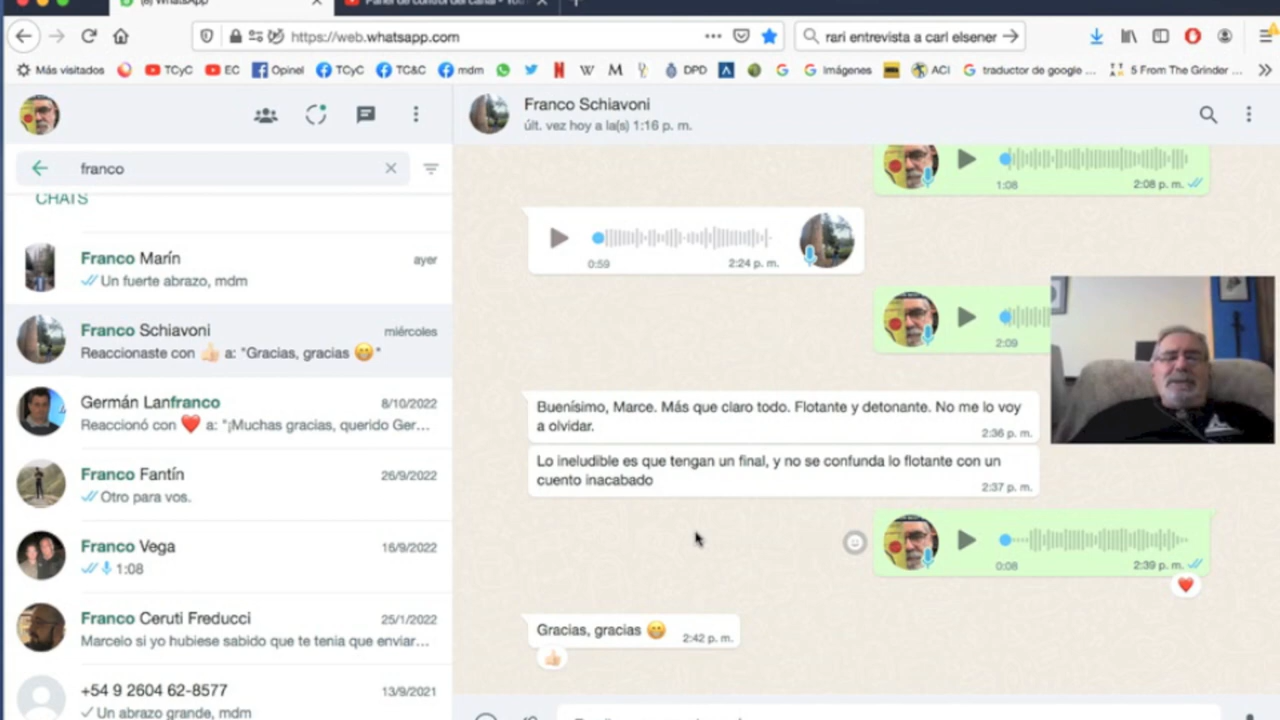 (6) WhatsApp
Panel de control del canal - You
https://web.whatsapp.com
rari entrevista a carl elsener
Más visitados
TCyC
EC
Opinel
TCyC
TC&C
mdm
DPD
Imágenes
ACI
traductor de google ...
5 From The Grinder ...
franco
CHATS
Franco Marín
ayer
Un fuerte abrazo, mdm
Franco Schiavoni
miércoles
Reaccionaste con 👍🏻 a: "Gracias, gracias 😁"
Germán Lanfranco
8/10/2022
Reaccionó con ❤️ a: "¡Muchas gracias, querido Ger...
Franco Fantín
26/9/2022
Otro para vos.
Franco Vega
16/9/2022
1:08
Franco Ceruti Freducci
25/1/2022
Marcelo si yo hubiese sabido que te tenia que enviar...
+54 9 2604 62-8577
13/9/2021
Un abrazo grande, mdm
Franco Schiavoni
últ. vez hoy a la(s) 1:16 p. m.
1:08
2:08 p. m.
0:59
2:24 p. m.
2:09
Buenísimo, Marce. Más que claro todo. Flotante y detonante. No me lo voy
a olvidar.
2:36 p. m.
Lo ineludible es que tengan un final, y no se confunda lo flotante con un
cuento inacabado
2:37 p. m.
0:08
2:39 p. m.
Gracias, gracias 😁
2:42 p. m.